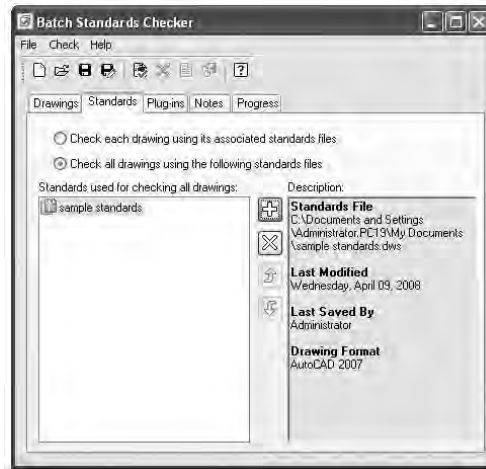 Batch Standards Checker
File Check Help
Drawings Standards Plug-ins Notes Progress
Check each drawing using its associated standards files
Check all drawings using the following standards files
Standards used for checking all drawings:
sample standards
Description:
Standards File
C:\Documents and Settings
\Administrator.PC19\My Documents
\sample standards.dws
Last Modified
Wednesday, April 09, 2008
Last Saved By
Administrator
Drawing Format
AutoCAD 2007